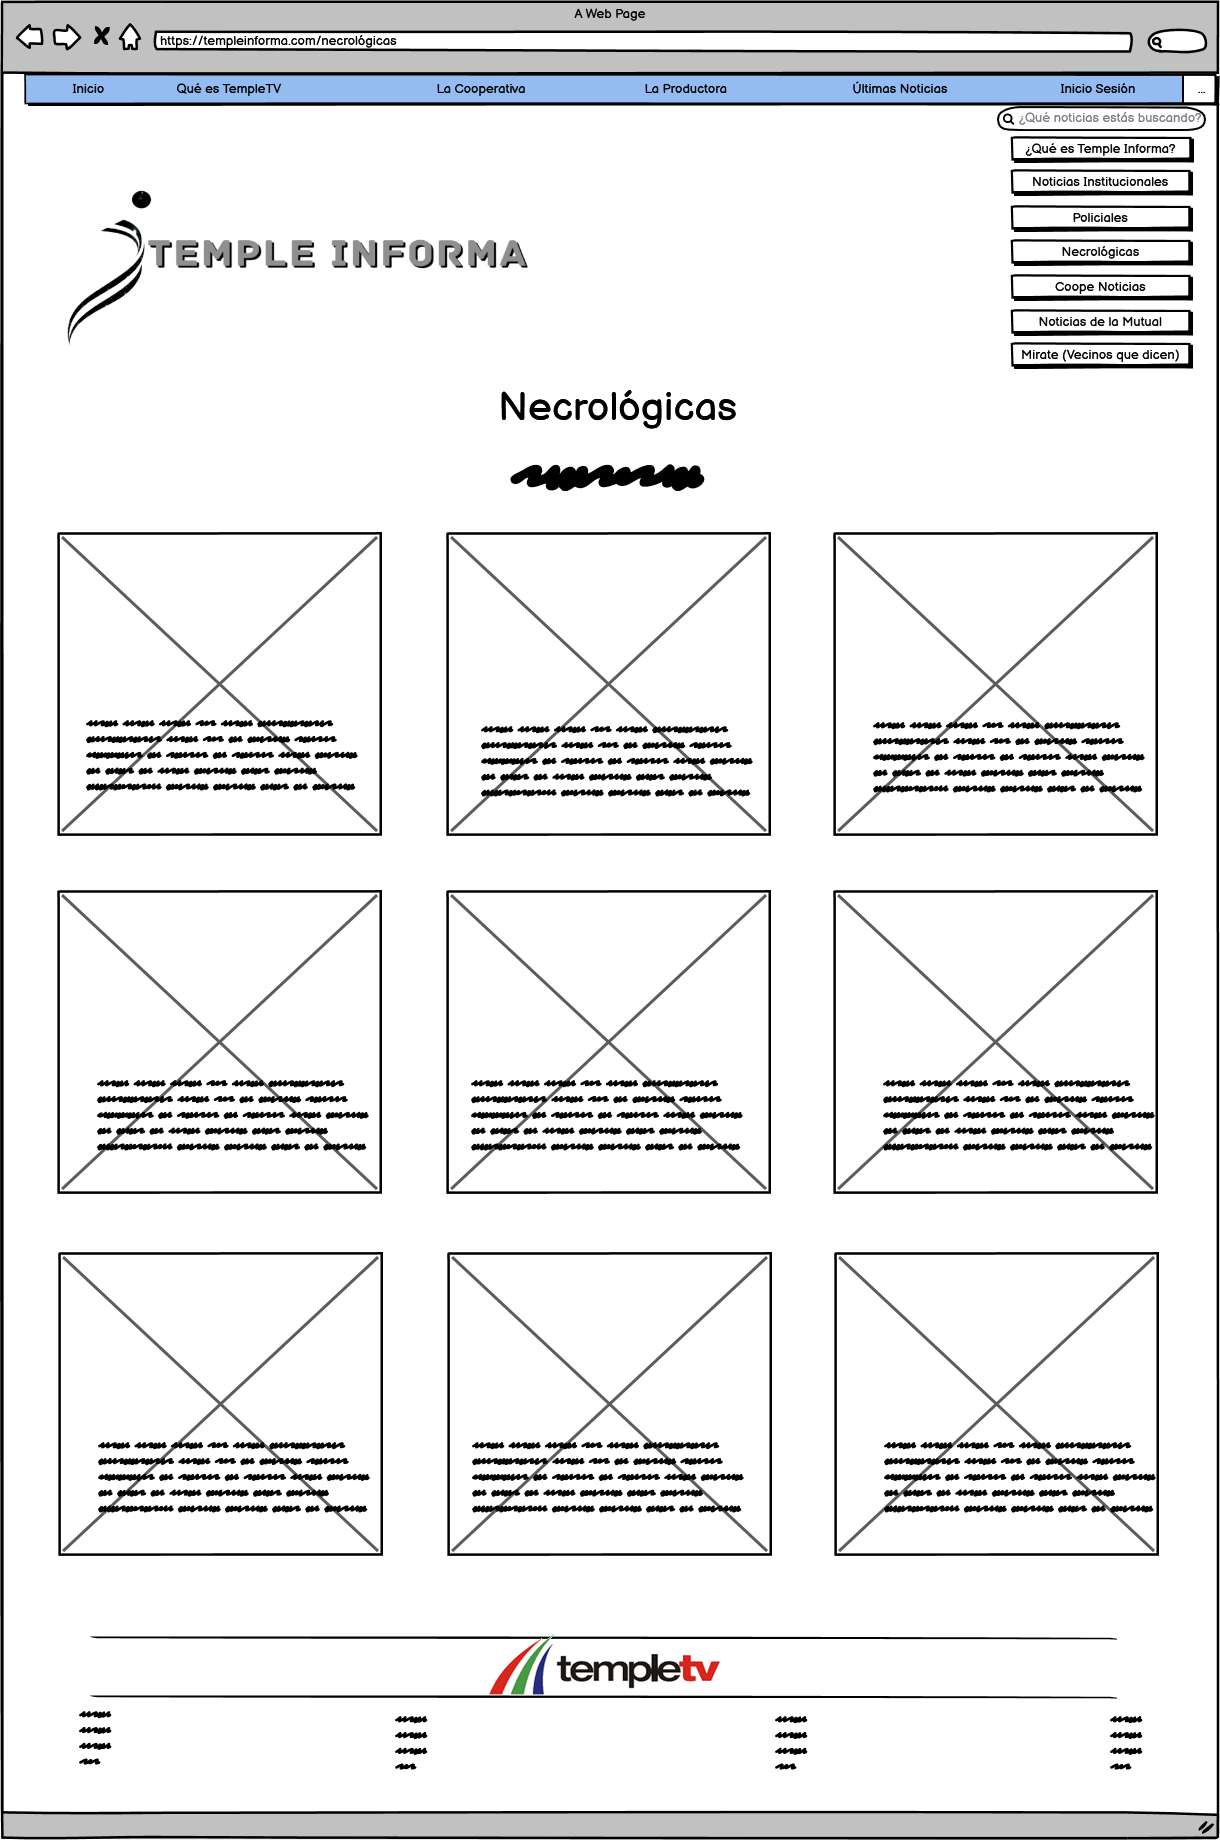 A Web Page
https://templeinforma.com/necrológicas
Inicio
Qué es TempleTV
La Cooperativa
La Productora
Últimas Noticias
Inicio Sesión
...
¿Qué noticias estás buscando?
¿Qué es Temple Informa?
Noticias Institucionales
Policiales
Necrológicas
Coope Noticias
Noticias de la Mutual
Mirate (Vecinos que dicen)
TEMPLE INFORMA
Necrológicas
templetv